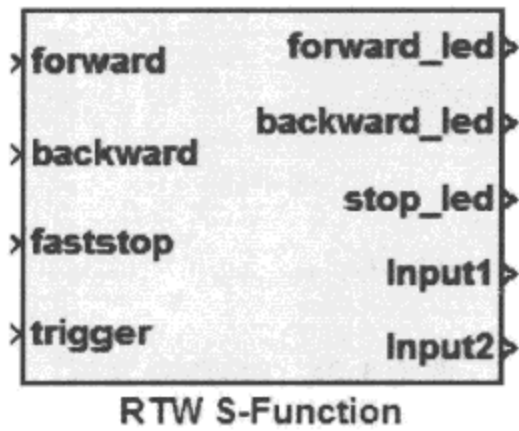 forward
backward
faststop
trigger
forward_led
backward_led
stop_led
Input1
Input2
RTW S-Function